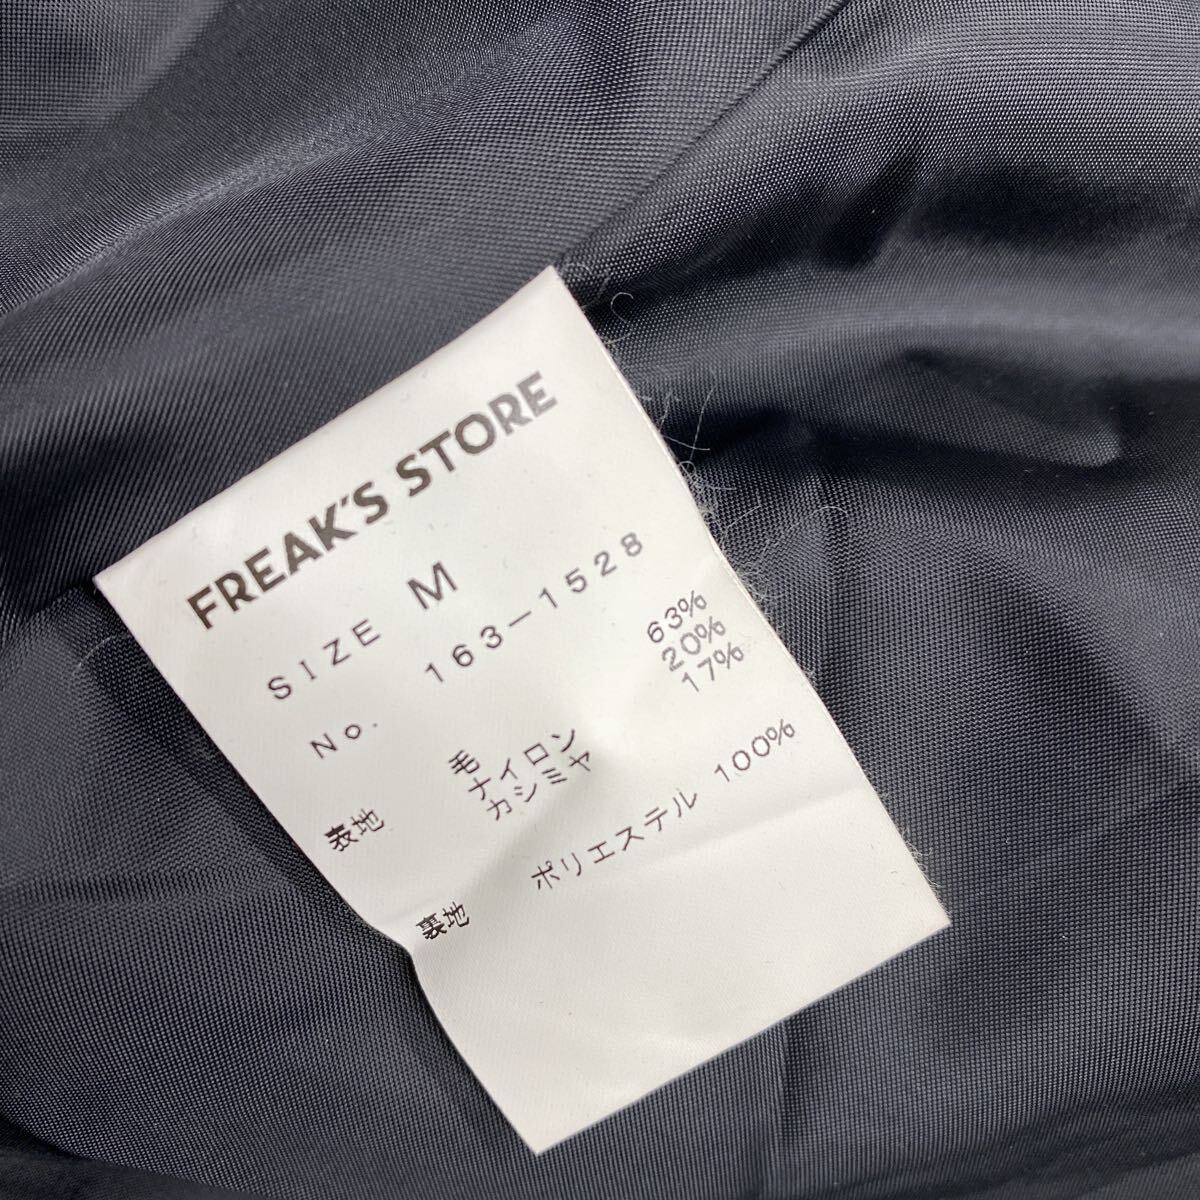 FREAK'S STORE
SIZE M
No. 163-1528
表地 毛 63%
ナイロン 20%
カシミヤ 17%
裏地 ポリエステル 100%